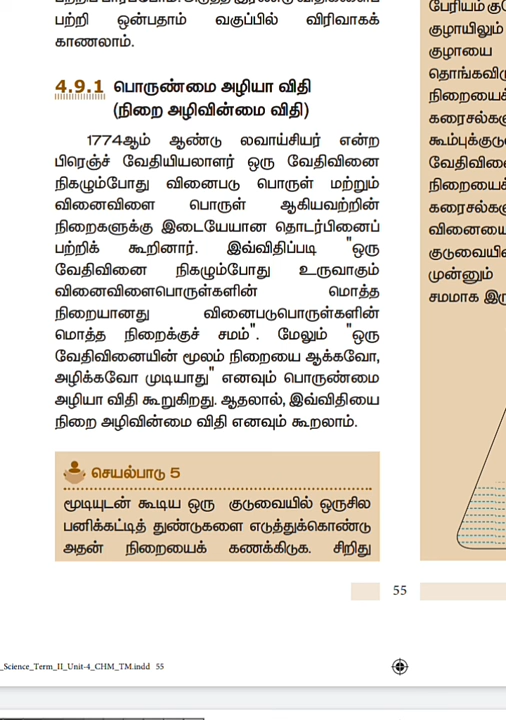 பற்றி ஒன்பதாம் வகுப்பில் விரிவாகக்
காணலாம்.
4.9.1 பொருண்மை அழியா விதி
(நிறை அழிவின்மை விதி)
1774ஆம் ஆண்டு லவாய்சியர் என்ற
பிரெஞ்ச் வேதியியலாளர் ஒரு வேதிவினை
நிகழும்போது வினைபடு பொருள் மற்றும்
வினைவிளை பொருள் ஆகியவற்றின்
நிறைகளுக்கு இடையேயான தொடர்பினைப்
பற்றிக் கூறினார். இவ்விதிப்படி "ஒரு
வேதிவினை நிகழும்போது உருவாகும்
வினைவிளைபொருள்களின் மொத்த
நிறையானது வினைபடுபொருள்களின்
மொத்த நிறைக்குச் சமம்". மேலும் "ஒரு
வேதிவினையின் மூலம் நிறையை ஆக்கவோ,
அழிக்கவோ முடியாது" எனவும் பொருண்மை
அழியா விதி கூறுகிறது. ஆதலால், இவ்விதியை
நிறை அழிவின்மை விதி எனவும் கூறலாம்.
செயல்பாடு 5
மூடியுடன் கூடிய ஒரு குடுவையில் ஒருசில
பனிக்கட்டித் துண்டுகளை எடுத்துக்கொண்டு
அதன் நிறையைக் கணக்கிடுக. சிறிது
குழாயிலும்
குழாயை
முன்னும்
55
_Science_Term_II_Unit-4_CHM_TM.indd 55